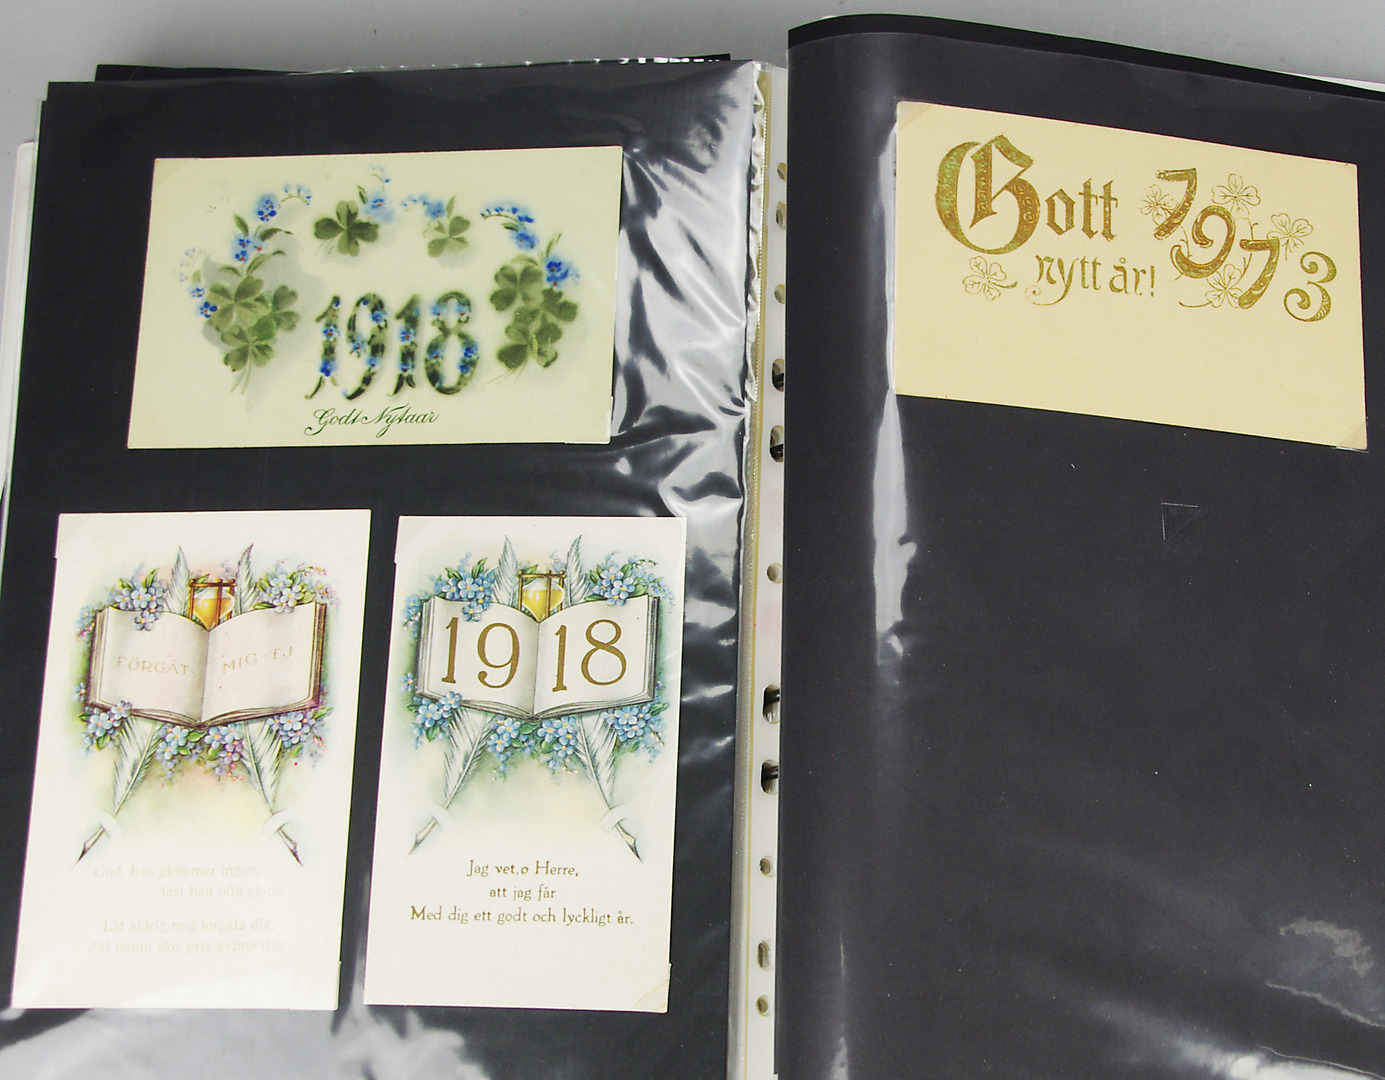 1918
Godt Nytaar
FÖRGÄT-MIG-EJ
Gud, han glömmer ingen,
fast han ofta glöms.
Låt aldrig mig förgäta dig,
ditt namn ske pris evinnerlig.
1918
Jag vet, o Herre,
att jag får
Med dig ett godt och lyckligt år.
Gott 1913
nytt år!